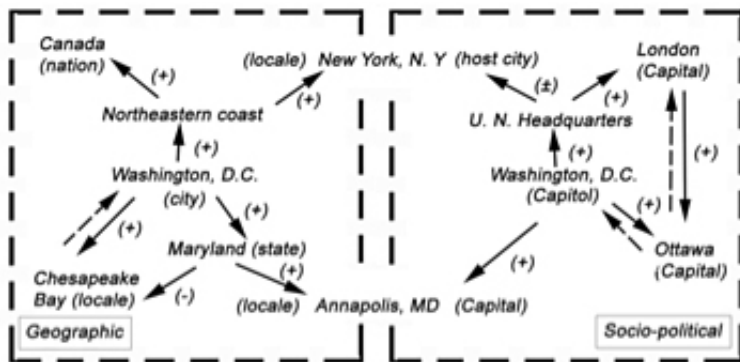 Canada
(nation)
(+)
(locale) New York, N. Y (host city)
(+)
Northeastern coast
(+)
Washington, D.C.
(city)
(+)
(+)
Maryland (state)
(+)
(-)
Chesapeake
Bay (locale)
(locale) Annapolis, MD (Capital)
Geographic
London
(Capital)
(±)
(+)
U. N. Headquarters
(+)
(+)
Washington, D.C.
(Capitol)
(+)
(+)
Ottawa
(Capital)
Socio-political